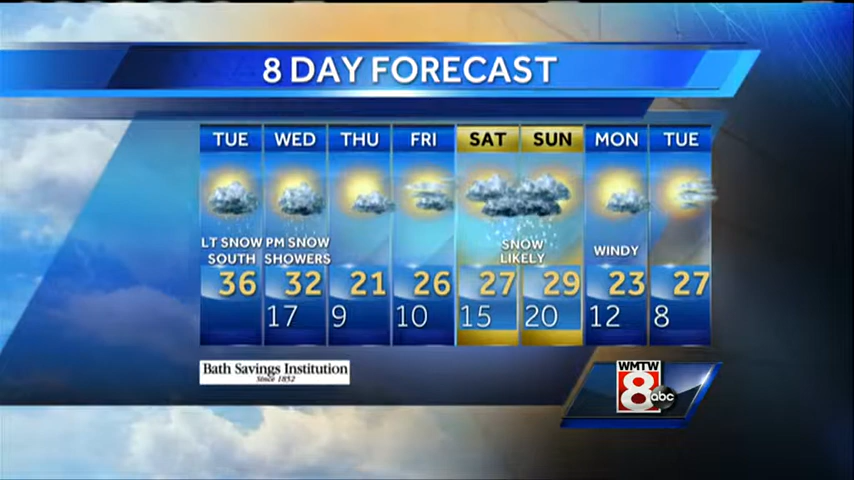 8 DAY FORECAST
TUE WED THU FRI SAT SUN MON TUE
LT SNOW SOUTH
PM SNOW SHOWERS
SNOW LIKELY
WINDY
36 32 21 26 27 29 23 27
17 9 10 15 20 12 8
Bath Savings Institution
Since 1852
WMTW
8 abc